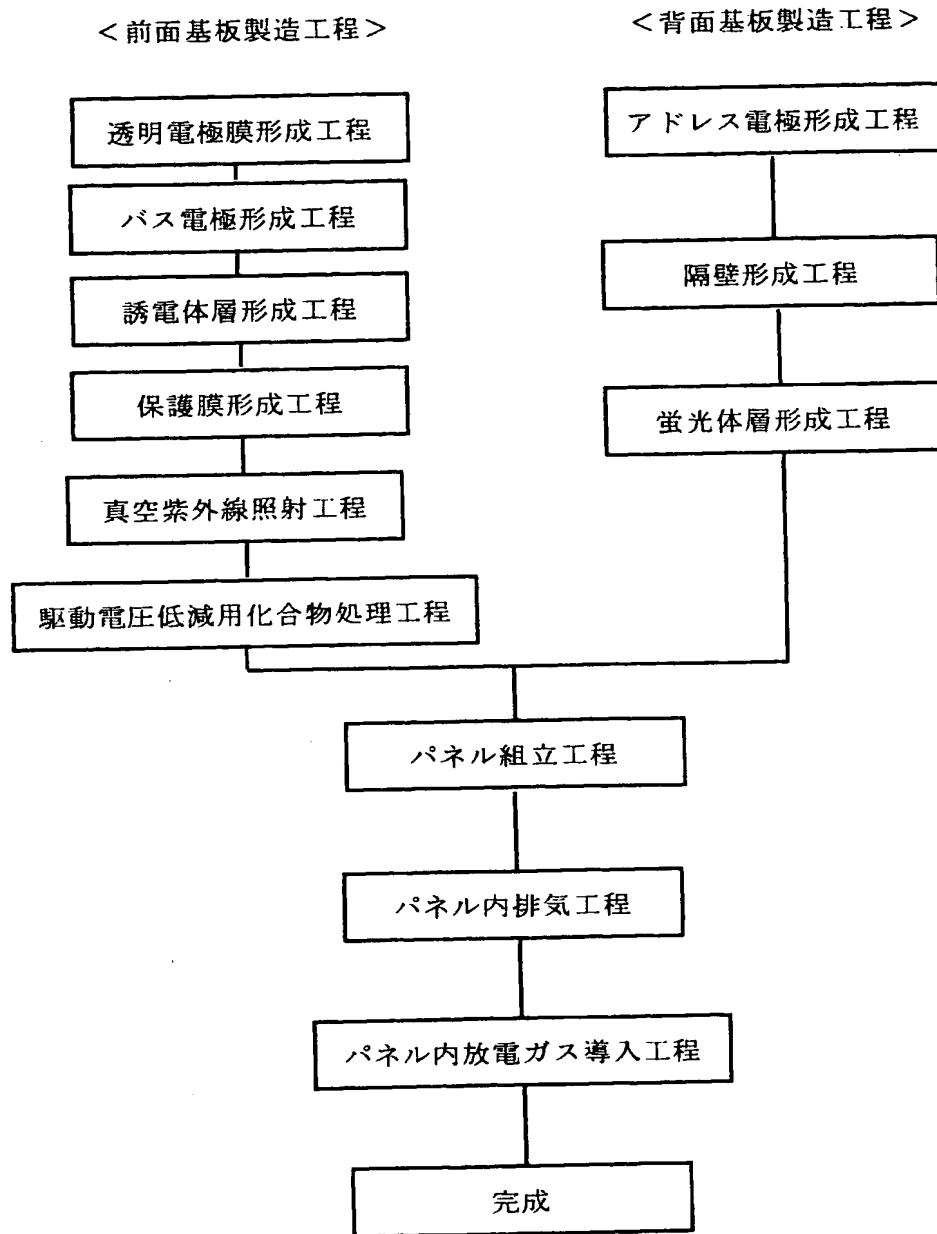 <前面基板製造工程>
透明電極膜形成工程
バス電極形成工程
誘電体層形成工程
保護膜形成工程
真空紫外線照射工程
駆動電圧低減用化合物処理工程
<背面基板製造工程>
アドレス電極形成工程
隔壁形成工程
蛍光体層形成工程
パネル組立工程
パネル内排気工程
パネル内放電ガス導入工程
完成